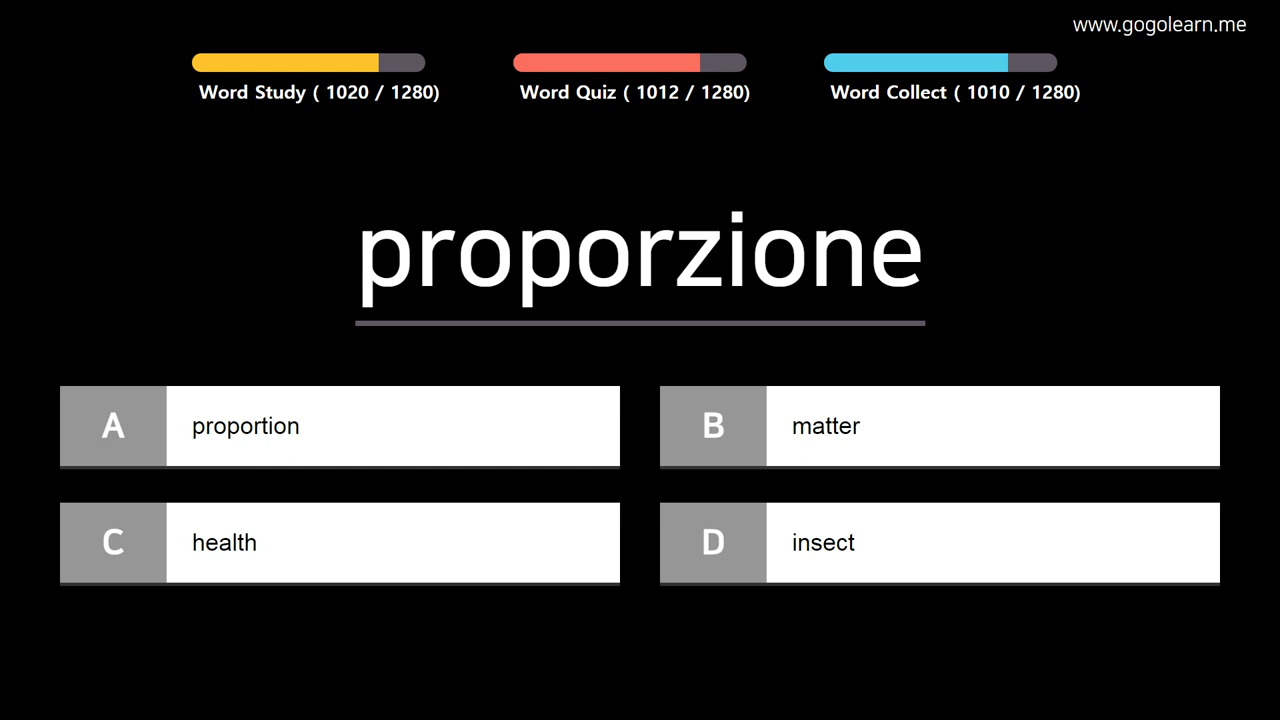 www.gogolearn.me
Word Study ( 1020 / 1280)
Word Quiz ( 1012 / 1280)
Word Collect ( 1010 / 1280)
proporzione
A proportion
B matter
C health
D insect